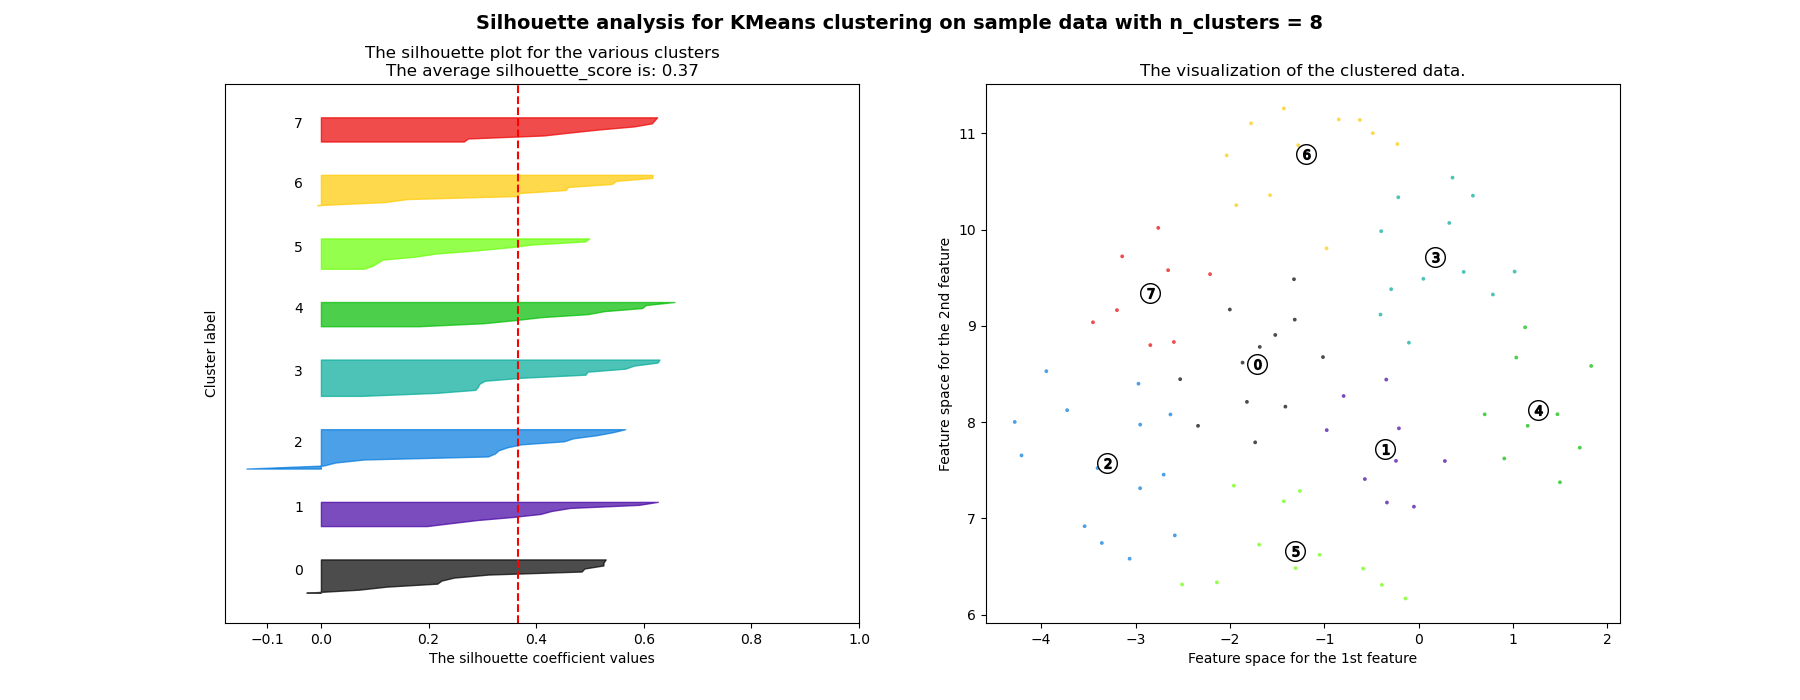 Silhouette analysis for KMeans clustering on sample data with n_clusters = 8
The silhouette plot for the various clusters
The average silhouette_score is: 0.37
7
6
5
4
3
2
1
0
Cluster label
−0.1 0.0 0.2 0.4 0.6 0.8 1.0
The silhouette coefficient values
The visualization of the clustered data.
11
10
9
8
7
6
Feature space for the 2nd feature
6
3
7
0
4
1
2
5
−4 −3 −2 −1 0 1 2
Feature space for the 1st feature